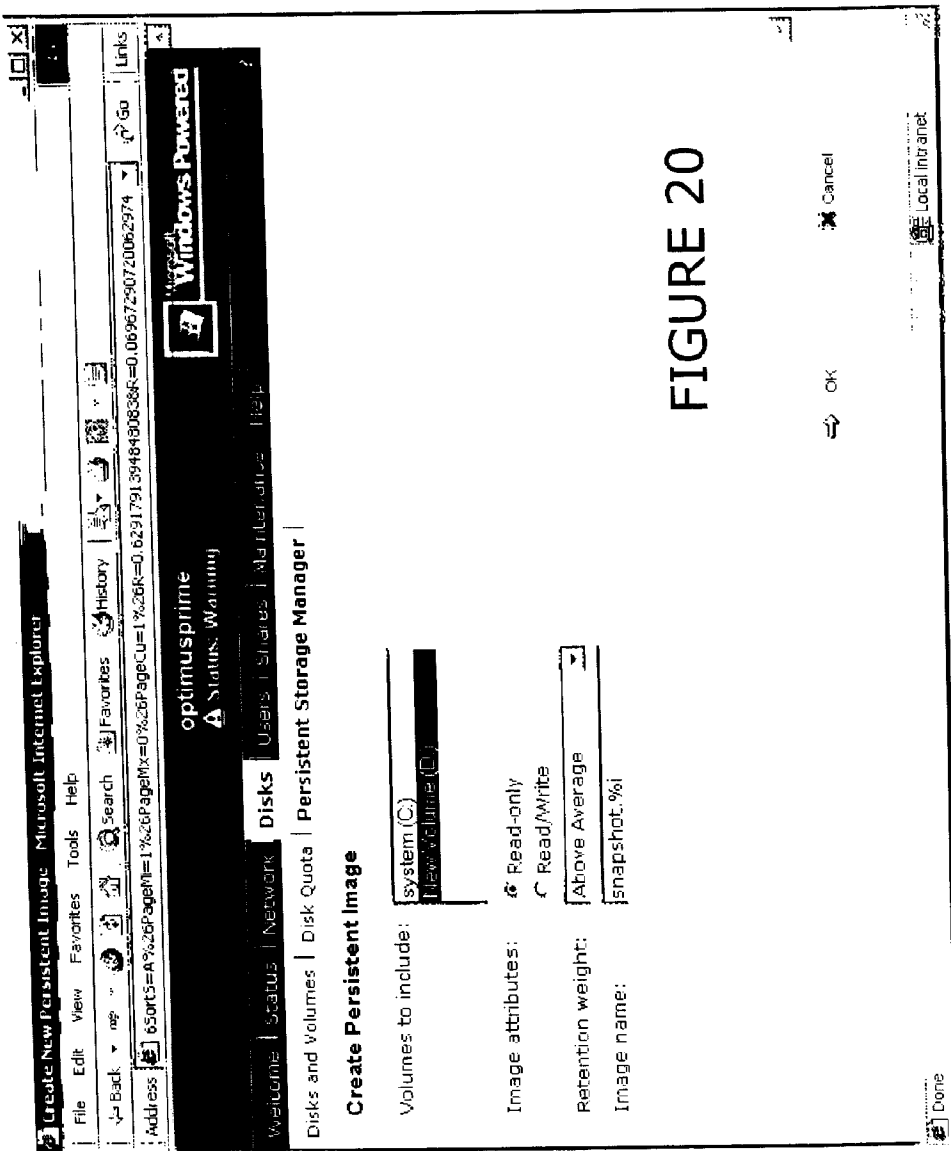 Create New Persistent Image Microsoft Internet Explorer
File Edit View Favorites Tools Help
Back Search Favorites History
Address 6SortS=A%26PageMi=1%26PageMx=0%26PageCu=1%26R=0.6291791394848083&R=0.06967290720062974 Go Links
optimusprime
Status: Warning
Microsoft
Windows Powered
Welcome | Status | Network | Disks | Users | Shares | Maintenance | Help ?
Disks and Volumes | Disk Quota | Persistent Storage Manager |
Create Persistent Image
Volumes to include:
system (C:)
New Volume (D:)
Image attributes:
Read-only
Read/Write
Retention weight:
Above Average
Image name:
snapshot.%i
FIGURE 20
OK
Cancel
Done
Local intranet